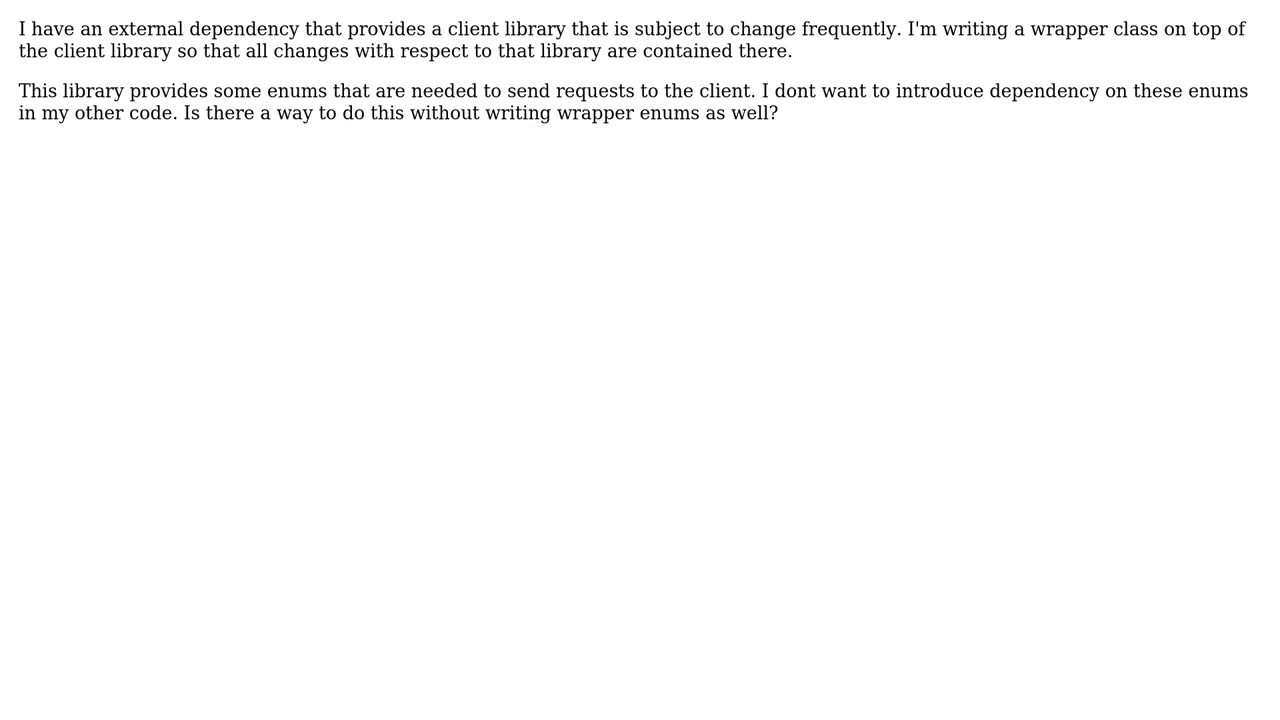 I have an external dependency that provides a client library that is subject to change frequently. I'm writing a wrapper class on top of
the client library so that all changes with respect to that library are contained there.
This library provides some enums that are needed to send requests to the client. I dont want to introduce dependency on these enums
in my other code. Is there a way to do this without writing wrapper enums as well?